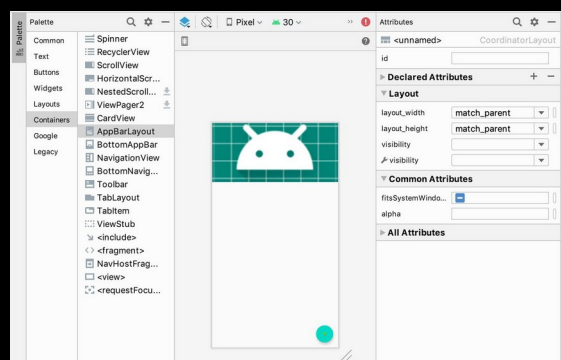 Palette
Palette
Common
Text
Buttons
Widgets
Layouts
Containers
Google
Legacy
Spinner
RecyclerView
ScrollView
HorizontalScr...
NestedScroll...
ViewPager2
CardView
AppBarLayout
BottomAppBar
NavigationView
BottomNavig...
Toolbar
TabLayout
TabItem
ViewStub
<include>
<fragment>
NavHostFrag...
<view>
<requestFocu...
Pixel
30
Attributes
<unnamed> CoordinatorLayout
id
Declared Attributes
Layout
layout_width match_parent
layout_height match_parent
visibility
visibility
Common Attributes
fitsSystemWindo...
alpha
All Attributes